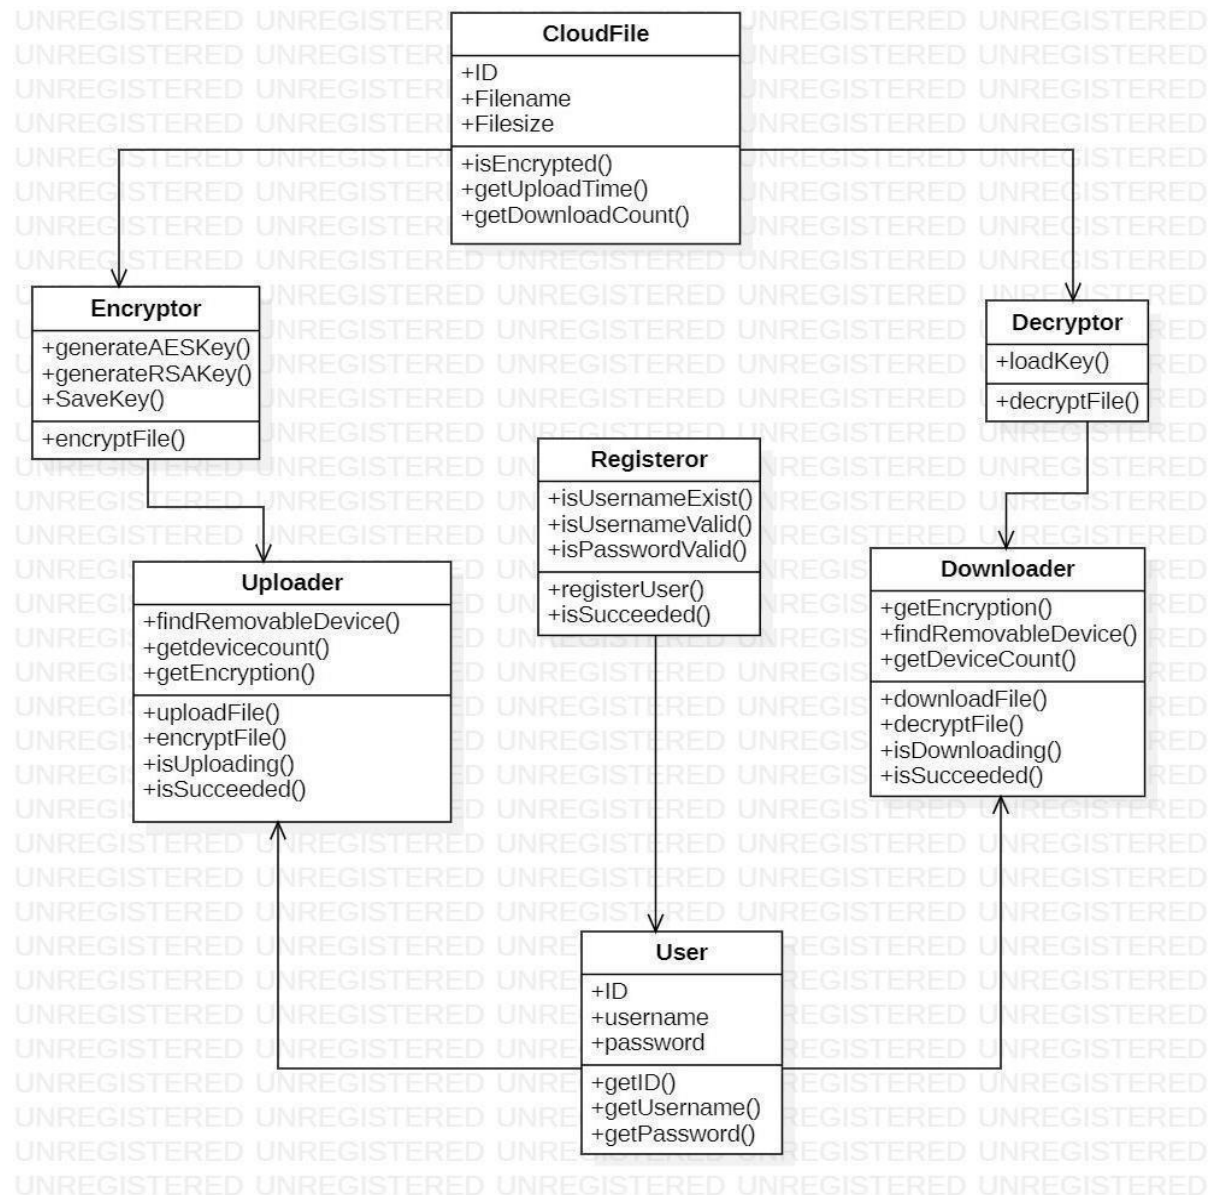 CloudFile
+ID
+Filename
+Filesize
+isEncrypted()
+getUploadTime()
+getDownloadCount()
Encryptor
+generateAESKey()
+generateRSAKey()
+SaveKey()
+encryptFile()
Decryptor
+loadKey()
+decryptFile()
Registeror
+isUsernameExist()
+isUsernameValid()
+isPasswordValid()
+registerUser()
+isSucceeded()
Uploader
+findRemovableDevice()
+getdevicecount()
+getEncryption()
+uploadFile()
+encryptFile()
+isUploading()
+isSucceeded()
Downloader
+getEncryption()
+findRemovableDevice()
+getDeviceCount()
+downloadFile()
+decryptFile()
+isDownloading()
+isSucceeded()
User
+ID
+username
+password
+getID()
+getUsername()
+getPassword()
UNREGISTERED